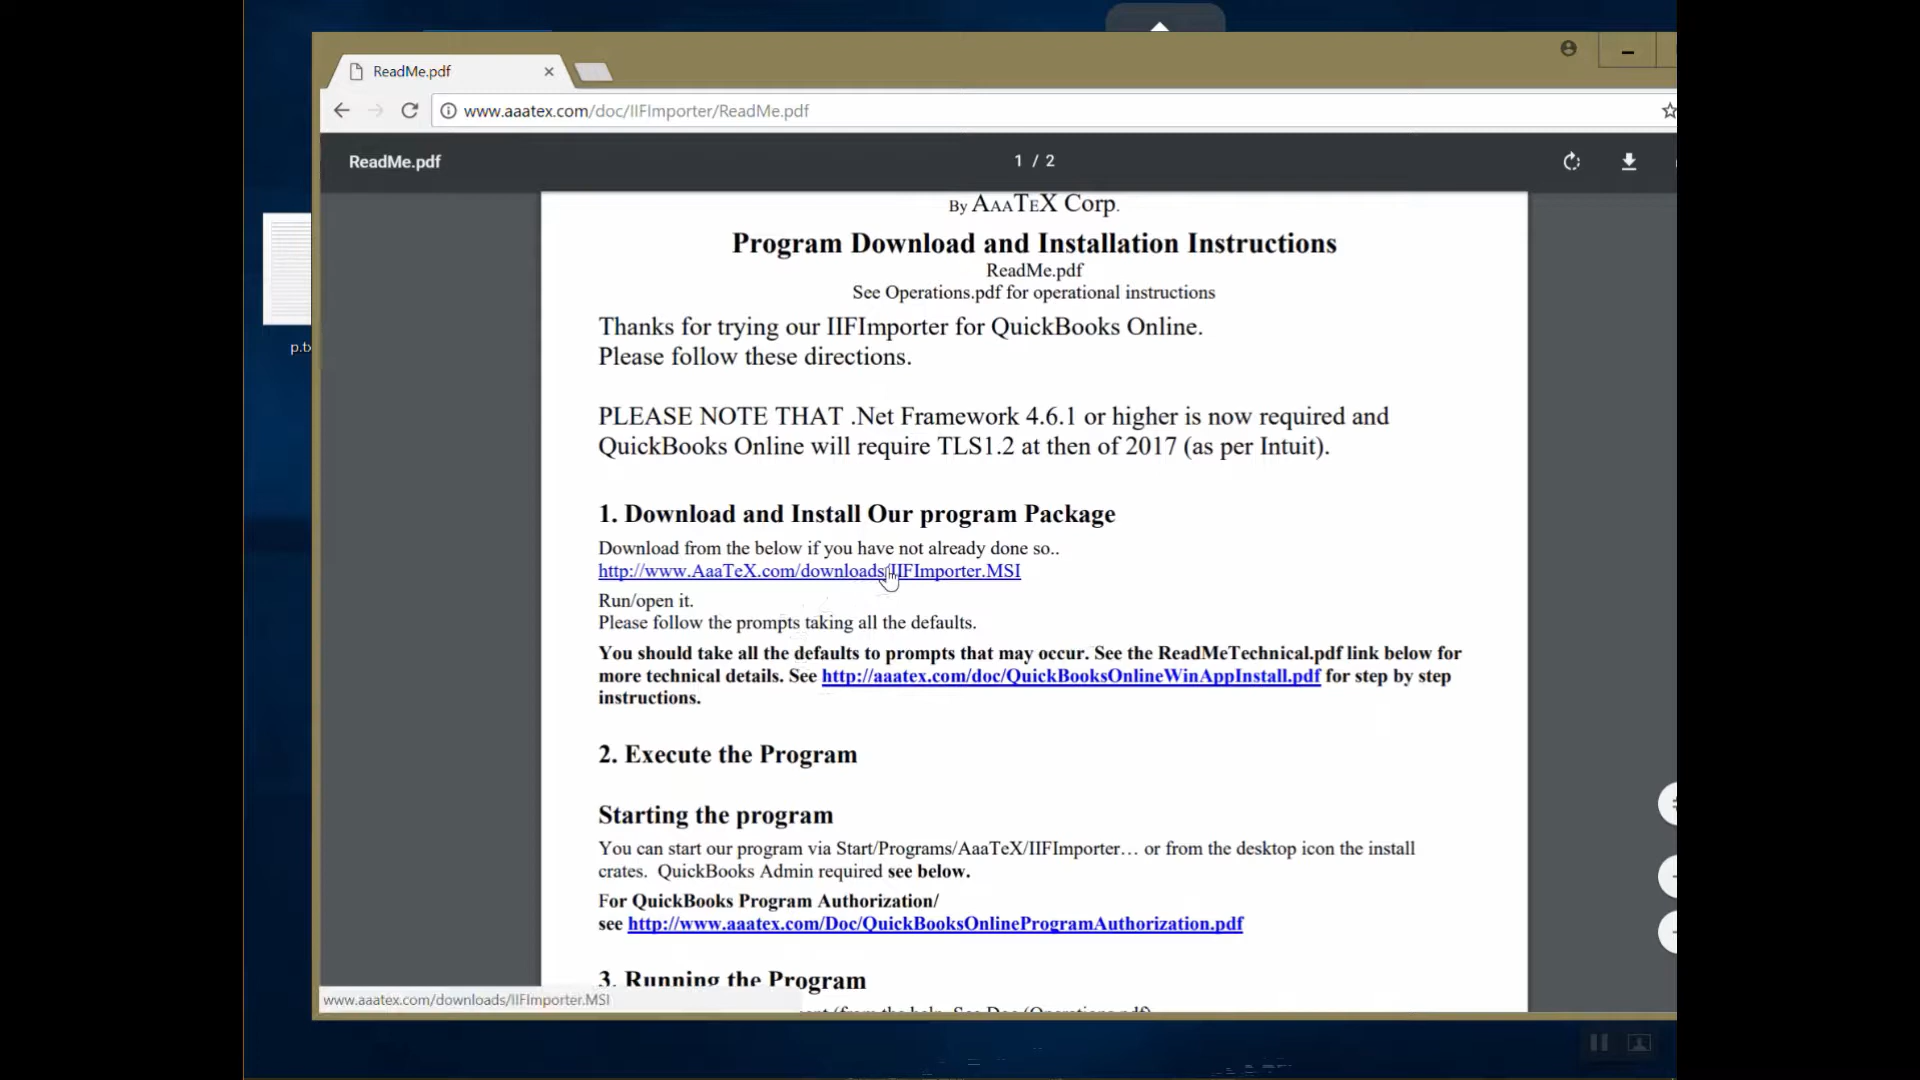 ReadMe.pdf
www.aaatex.com/doc/IIFImporter/ReadMe.pdf
ReadMe.pdf
1 / 2
p.tx
By AAATEX Corp.
Program Download and Installation Instructions
ReadMe.pdf
See Operations.pdf for operational instructions
Thanks for trying our IIFImporter for QuickBooks Online.
Please follow these directions.
PLEASE NOTE THAT .Net Framework 4.6.1 or higher is now required and
QuickBooks Online will require TLS1.2 at then of 2017 (as per Intuit).
1. Download and Install Our program Package
Download from the below if you have not already done so..
http://www.AaaTeX.com/downloads/IIFImporter.MSI
Run/open it.
Please follow the prompts taking all the defaults.
You should take all the defaults to prompts that may occur. See the ReadMeTechnical.pdf link below for
more technical details. See http://aaatex.com/doc/QuickBooksOnlineWinAppInstall.pdf for step by step
instructions.
2. Execute the Program
Starting the program
You can start our program via Start/Programs/AaaTeX/IIFImporter… or from the desktop icon the install
crates. QuickBooks Admin required see below.
For QuickBooks Program Authorization/
see http://www.aaatex.com/Doc/QuickBooksOnlineProgramAuthorization.pdf
3. Running the Program
www.aaatex.com/downloads/IIFImporter.MSI